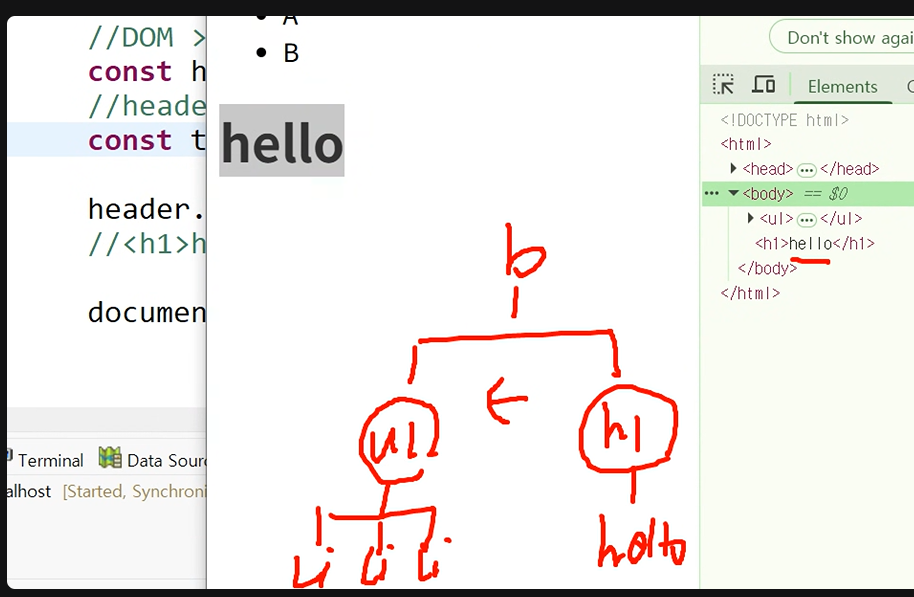 //DOM >
const h
//heade
const t
header.
//<h1>h
documen
Terminal Data Sour
alhost [Started, Synchroni
A
B
hello
b
ul h1
li li li hello
Don't show agai
Elements
<!DOCTYPE html>
<html>
<head> ... </head>
... <body> == $0
<ul> ... </ul>
<h1>hello</h1>
</body>
</html>